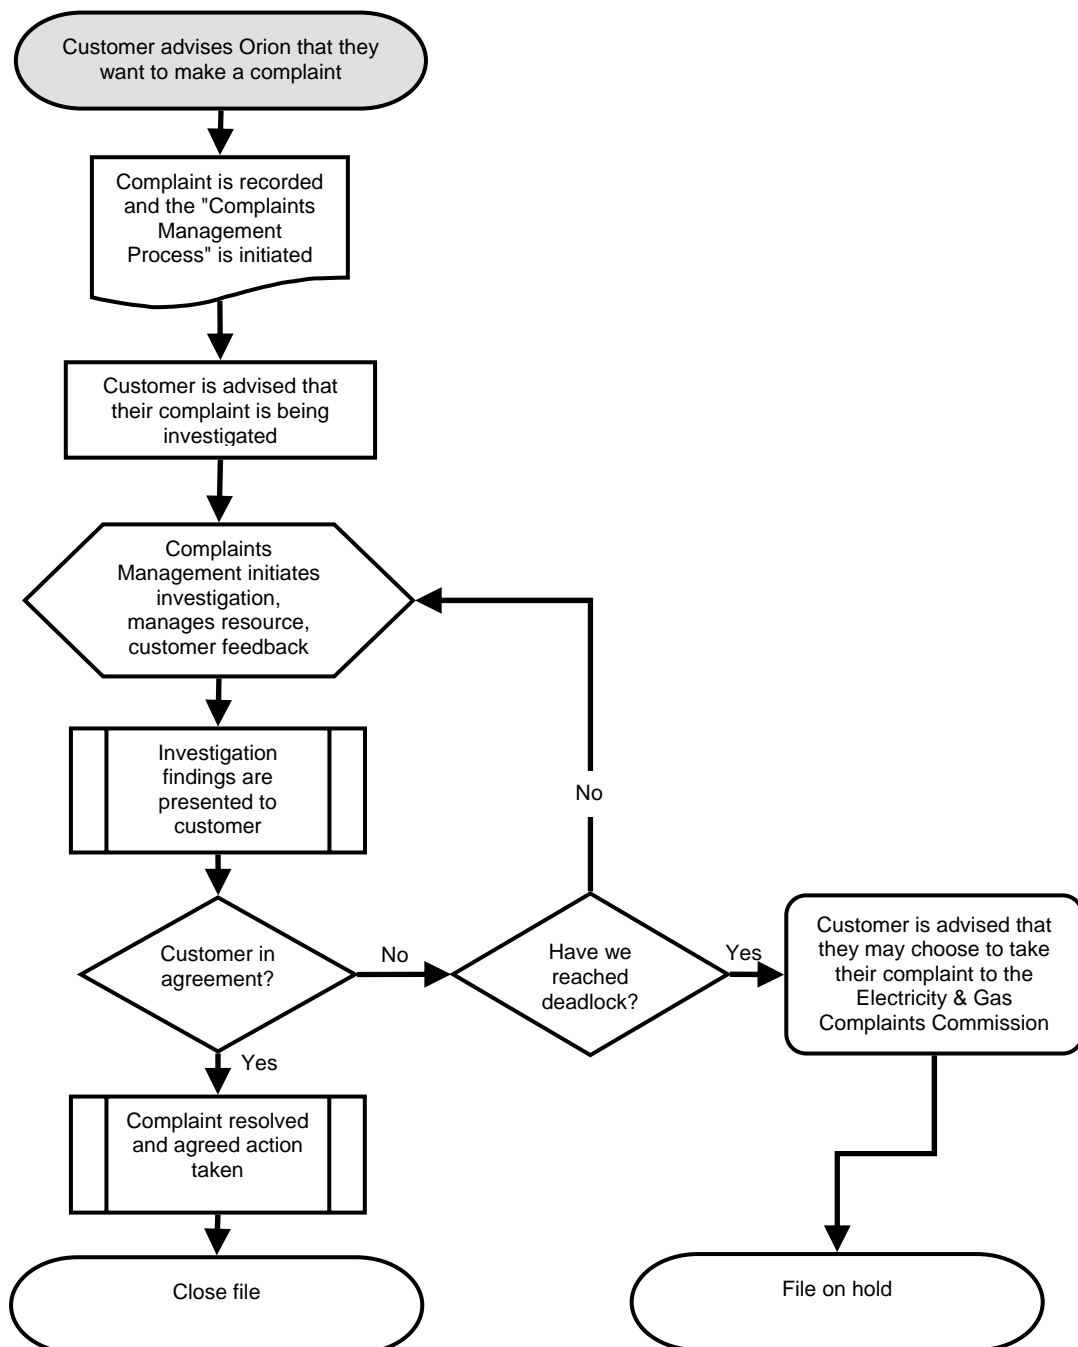 Customer advises Orion that they
want to make a complaint
Complaint is recorded
and the "Complaints
Management
Process" is initiated
Customer is advised that
their complaint is being
investigated
Complaints
Management initiates
investigation,
manages resource,
customer feedback
Investigation
findings are
presented to
customer
No
Customer in
agreement?
No
Have we
reached
deadlock?
Yes
Customer is advised that
they may choose to take
their complaint to the
Electricity & Gas
Complaints Commission
Yes
Complaint resolved
and agreed action
taken
Close file
File on hold